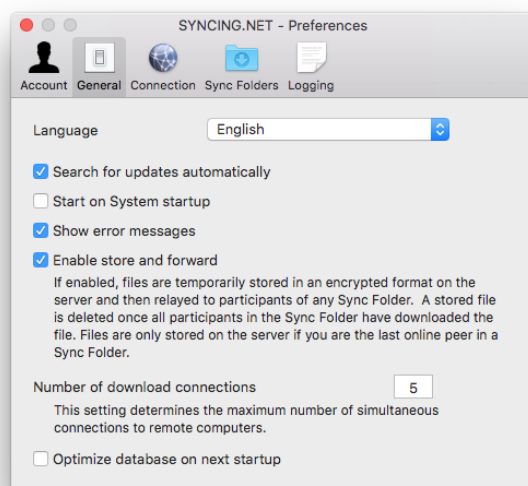 SYNCING.NET - Preferences
Account General Connection Sync Folders Logging
Language English
Search for updates automatically
Start on System startup
Show error messages
Enable store and forward
If enabled, files are temporarily stored in an encrypted format on the
server and then relayed to participants of any Sync Folder. A stored file
is deleted once all participants in the Sync Folder have downloaded the
file. Files are only stored on the server if you are the last online peer in a
Sync Folder.
Number of download connections 5
This setting determines the maximum number of simultaneous
connections to remote computers.
Optimize database on next startup